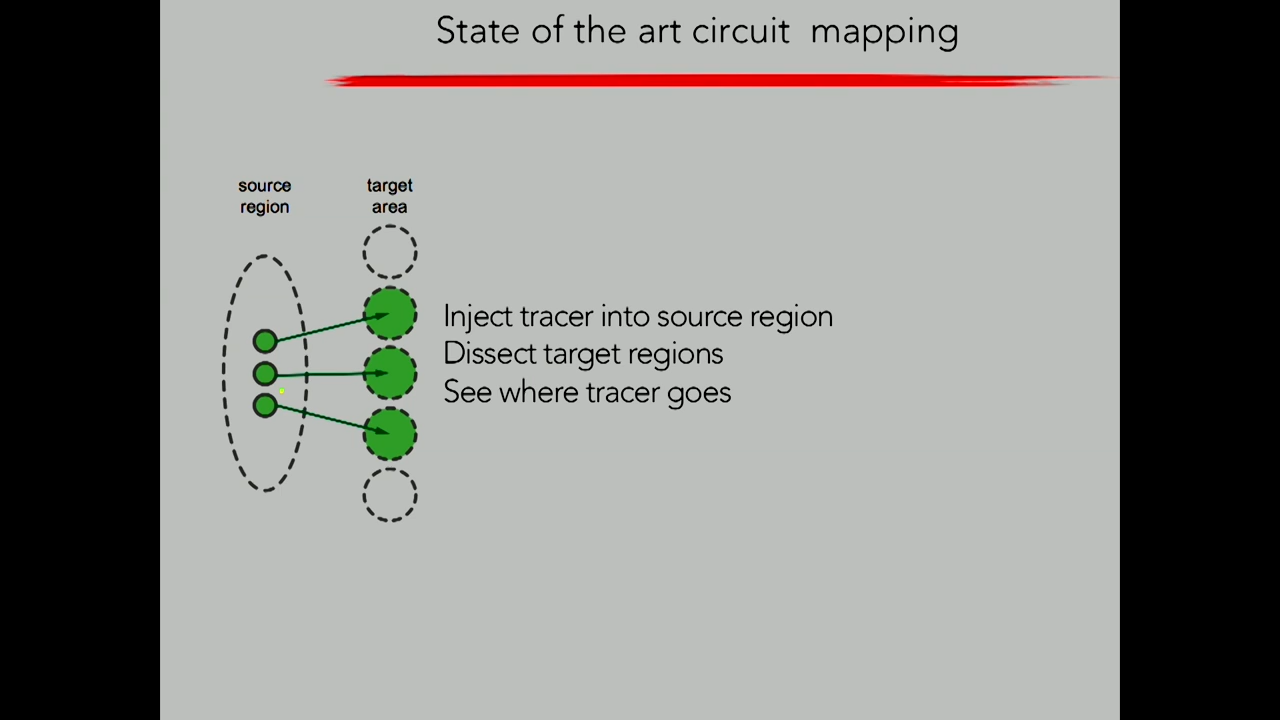 State of the art circuit mapping
source
region
target
area
Inject tracer into source region
Dissect target regions
See where tracer goes